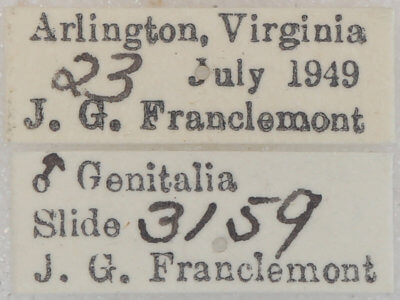 Arlington, Virginia
23 July 1949
J. G. Franclemont
♂ Genitalia
Slide 3159
J. G. Franclemont